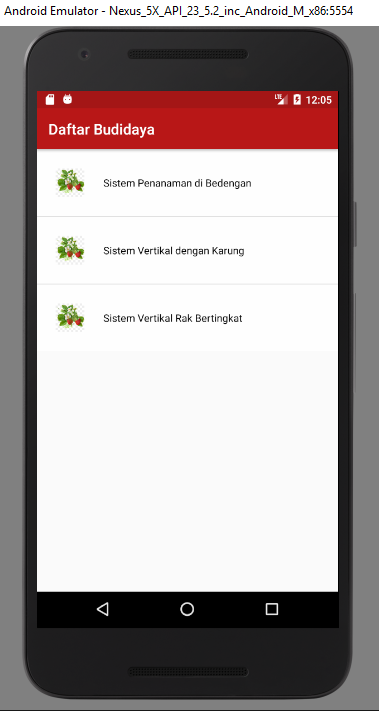 Android Emulator - Nexus_5X_API_23_5.2_inc_Android_M_x86:5554
LTE 12:05
Daftar Budidaya
Sistem Penanaman di Bedengan
Sistem Vertikal dengan Karung
Sistem Vertikal Rak Bertingkat